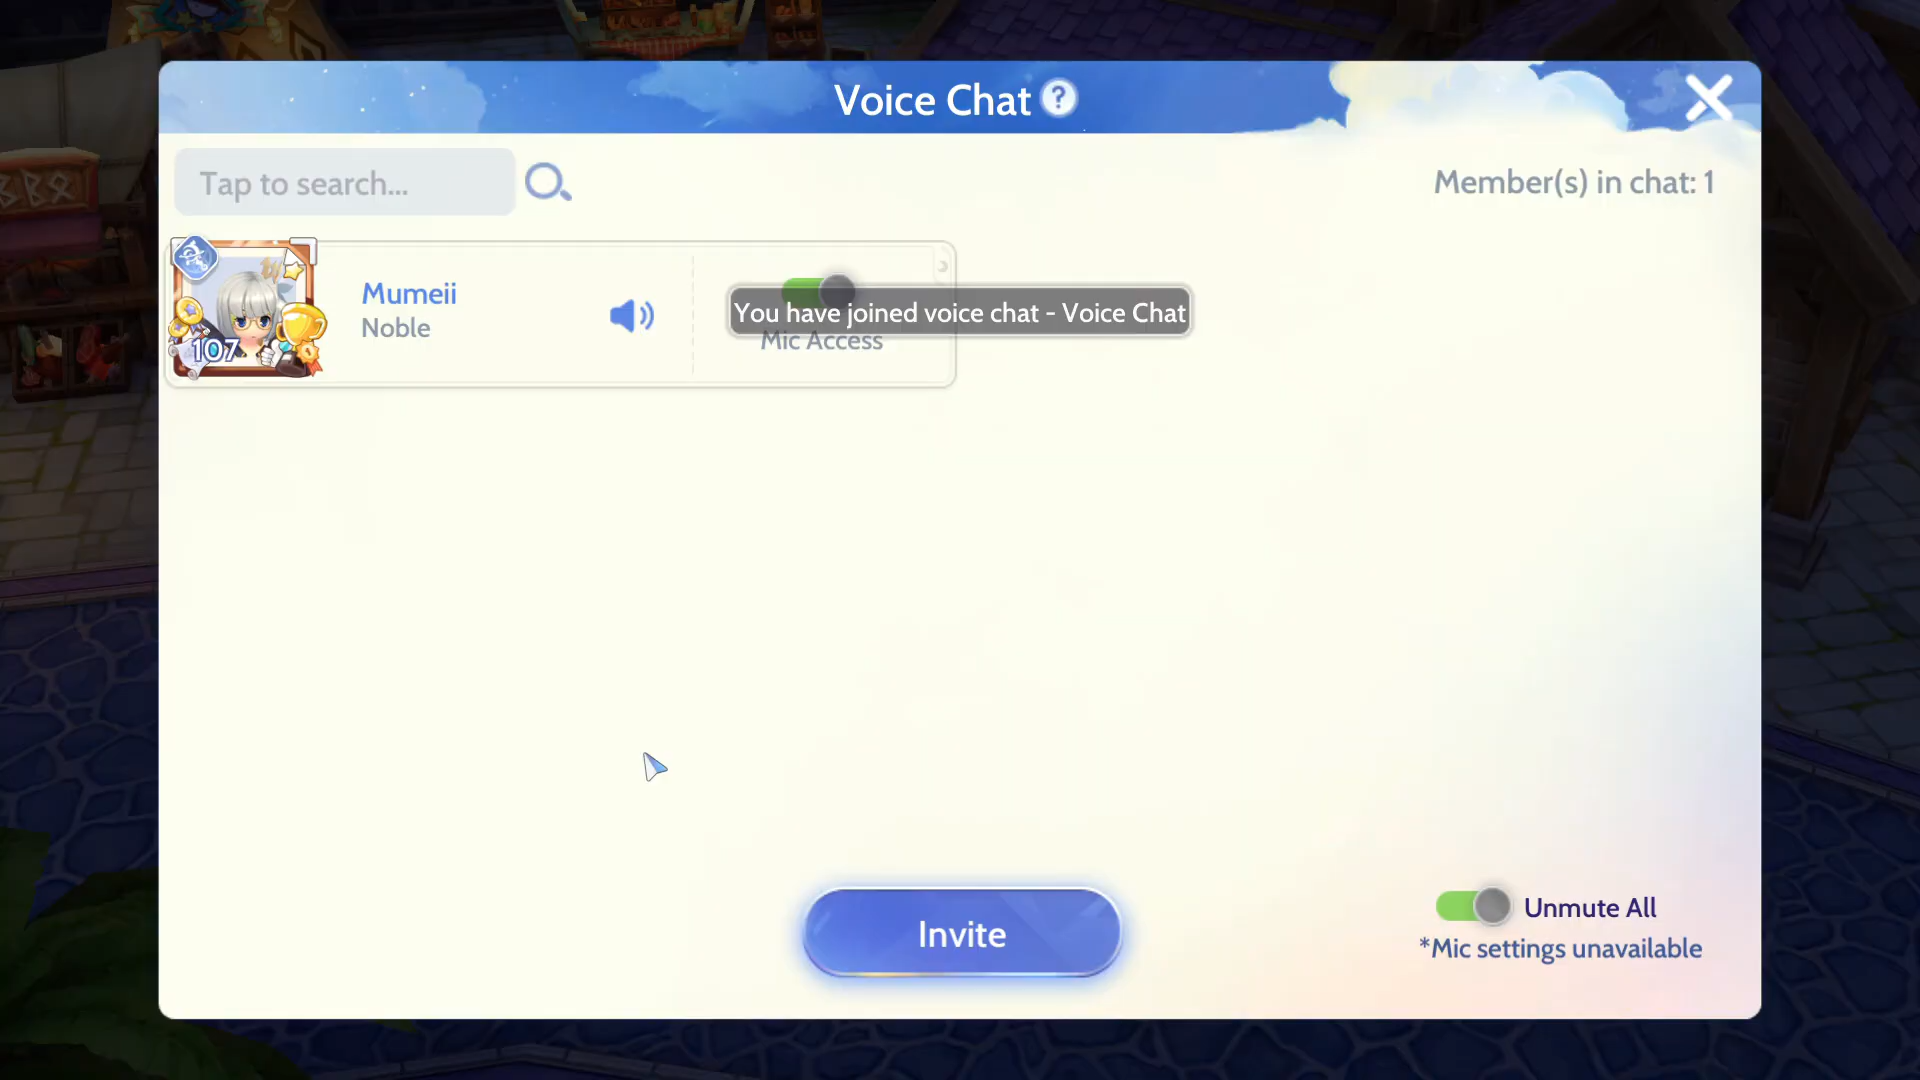 Voice Chat ?
Tap to search...
Member(s) in chat: 1
Mumeii
Noble
107
You have joined voice chat - Voice Chat
Mic Access
Invite
Unmute All
*Mic settings unavailable